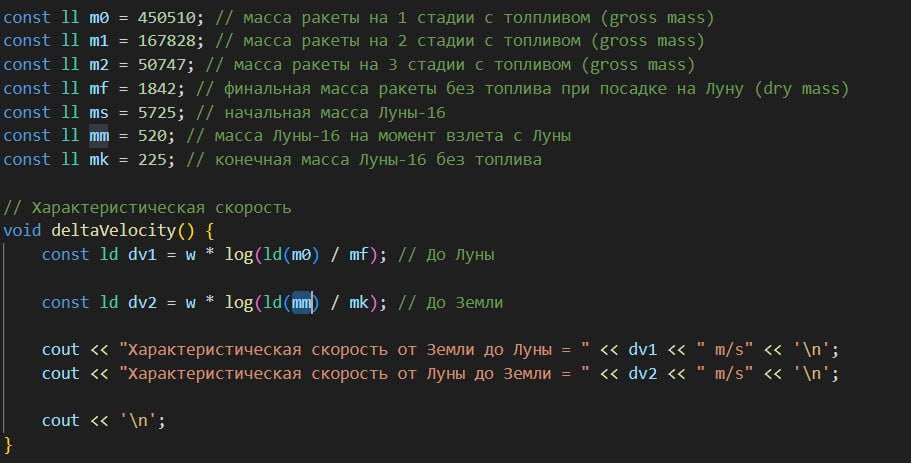 const ll m0 = 450510; // масса ракеты на 1 стадии с толпливом (gross mass)
const ll m1 = 167828; // масса ракеты на 2 стадии с топливом (gross mass)
const ll m2 = 50747; // масса ракеты на 3 стадии с топливом (gross mass)
const ll mf = 1842; // финальная масса ракеты без топлива при посадке на Луну (dry mass)
const ll ms = 5725; // начальная масса Луны-16
const ll mm = 520; // масса Луны-16 на момент взлета с Луны
const ll mk = 225; // конечная масса Луны-16 без топлива
// Характеристическая скорость
void deltaVelocity() {
const ld dv1 = w * log(ld(m0) / mf); // До Луны
const ld dv2 = w * log(ld(mm) / mk); // До Земли
cout << "Характеристическая скорость от Земли до Луны = " << dv1 << " m/s" << '\n';
cout << "Характеристическая скорость от Луны до Земли = " << dv2 << " m/s" << '\n';
cout << '\n';
}